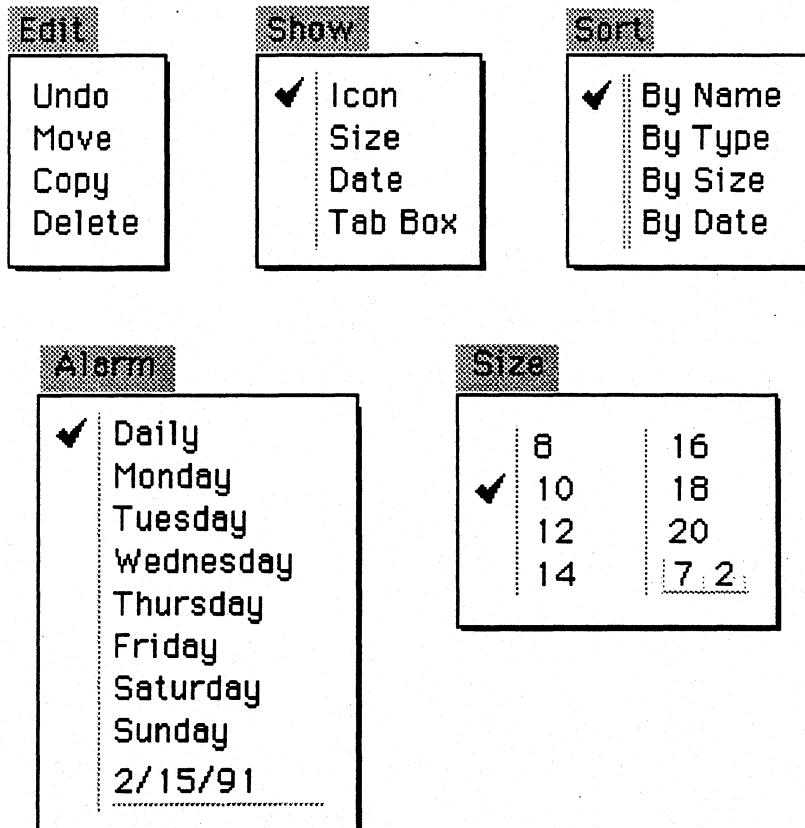 Edit
Undo
Move
Copy
Delete
Show
✔ Icon
Size
Date
Tab Box
Sort
✔ By Name
By Type
By Size
By Date
Alarm
✔ Daily
Monday
Tuesday
Wednesday
Thursday
Friday
Saturday
Sunday
2/15/91
Size
8
✔ 10
12
14
16
18
20
72